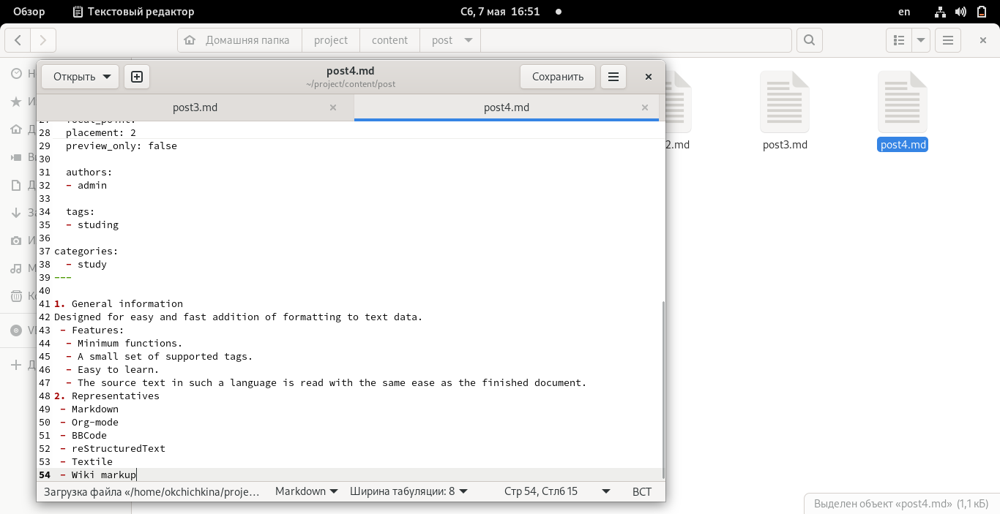 Обзор
Текстовый редактор
Сб, 7 мая 16:51
en
Домашняя папка
project
content
post
Открыть
post4.md
~/project/content/post
Сохранить
post3.md
post4.md
28 placement: 2
29 preview_only: false
30
31 authors:
32 - admin
33
34 tags:
35 - studing
36
37 categories:
38 - study
39 ---
40
41 1. General information
42 Designed for easy and fast addition of formatting to text data.
43 - Features:
44 - Minimum functions.
45 - A small set of supported tags.
46 - Easy to learn.
47 - The source text in such a language is read with the same ease as the finished document.
48 2. Representatives
49 - Markdown
50 - Org-mode
51 - BBCode
52 - reStructuredText
53 - Textile
54 - Wiki markup
Загрузка файла «/home/okchichkina/proje…
Markdown
Ширина табуляции: 8
Стр 54, Стлб 15
ВСТ
2.md
post3.md
post4.md
Выделен объект «post4.md» (1,1 кБ)